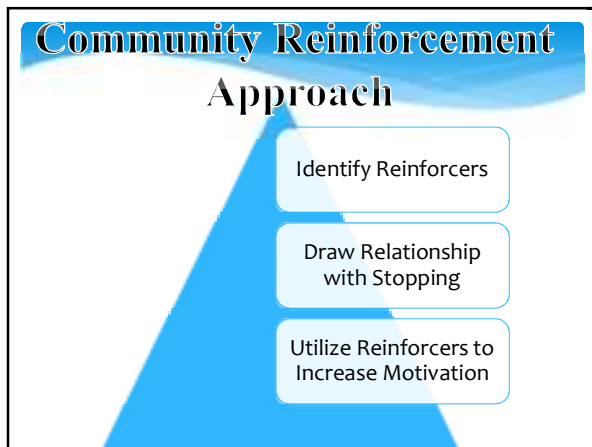 Community Reinforcement
Approach
Identify Reinforcers
Draw Relationship
with Stopping
Utilize Reinforcers to
Increase Motivation